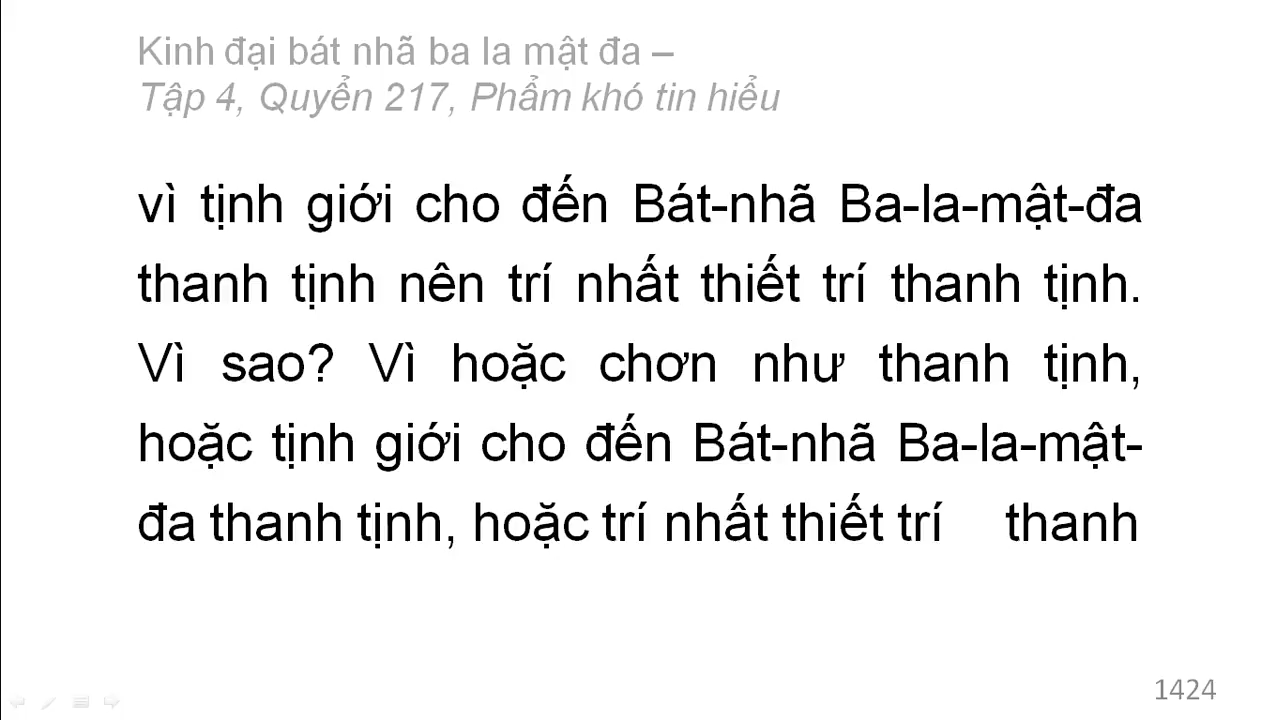 Kinh đại bát nhã ba la mật đa –
Tập 4, Quyển 217, Phẩm khó tin hiểu
vì tịnh giới cho đến Bát-nhã Ba-la-mật-đa
thanh tịnh nên trí nhất thiết trí thanh tịnh.
Vì sao? Vì hoặc chơn như thanh tịnh,
hoặc tịnh giới cho đến Bát-nhã Ba-la-mật-
đa thanh tịnh, hoặc trí nhất thiết trí thanh
1424